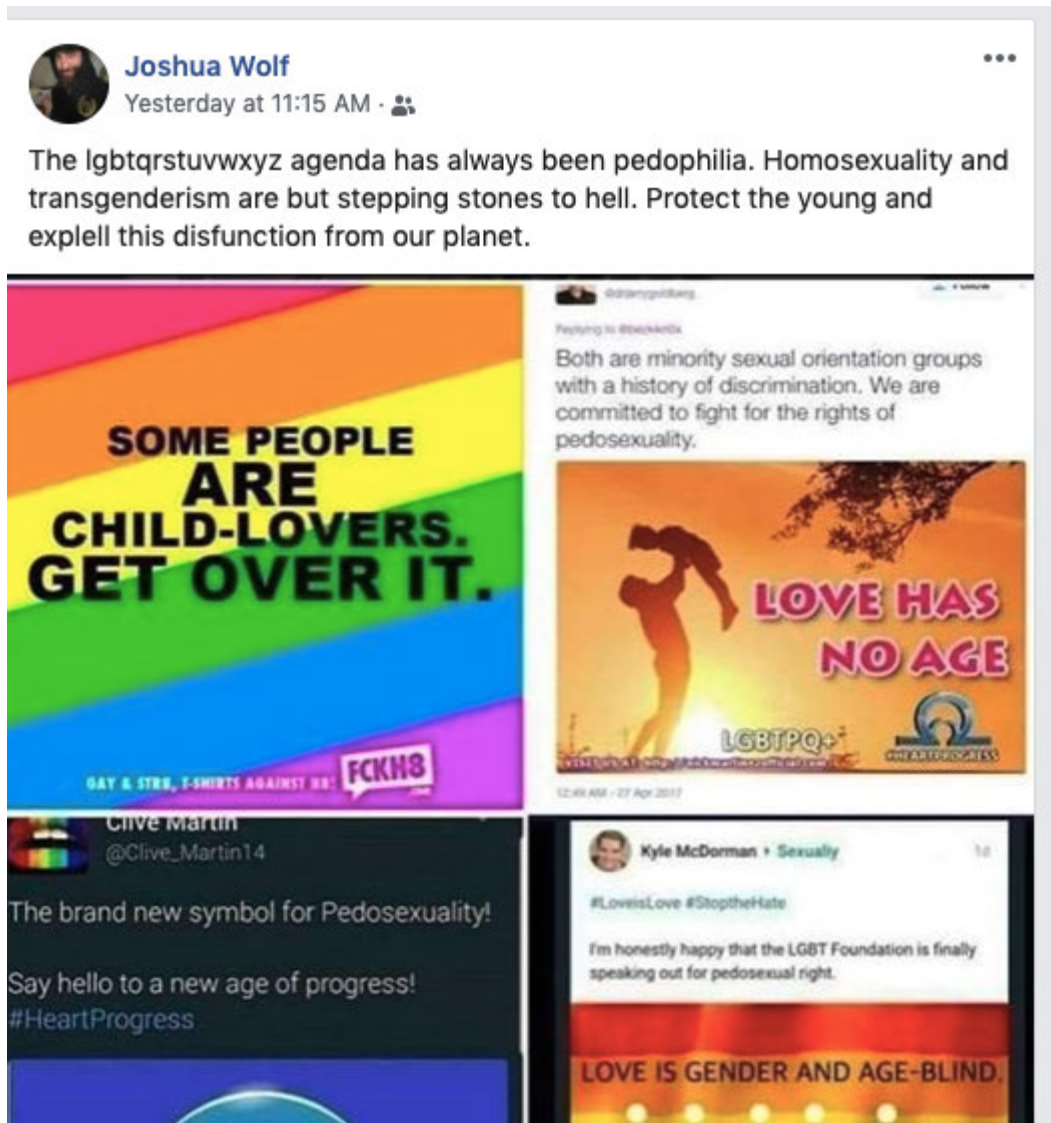 Joshua Wolf
Yesterday at 11:15 AM ·
The lgbtqrstuvwxyz agenda has always been pedophilia. Homosexuality and
transgenderism are but stepping stones to hell. Protect the young and
explell this disfunction from our planet.
SOME PEOPLE
ARE
CHILD-LOVERS.
GET OVER IT.
GAY & STR8, T-SHIRTS AGAINST H8!
FCKH8
.com
Replying to
Both are minority sexual orientation groups
with a history of discrimination. We are
committed to fight for the rights of
pedosexuality.
LOVE HAS
NO AGE
LGBTPQ+
#HEARTPROGRESS
12:49 AM - 27 Apr 2017
Clive Martin
@Clive_Martin14
The brand new symbol for Pedosexuality!
Say hello to a new age of progress!
#HeartProgress
Kyle McDorman ▸ Sexually
1d
#LoveisLove #StoptheHate
I'm honestly happy that the LGBT Foundation is finally
speaking out for pedosexual right.
LOVE IS GENDER AND AGE-BLIND.